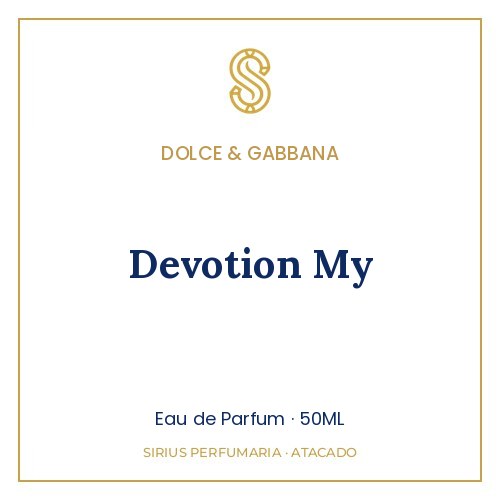 DOLCE & GABBANA
Devotion My
Eau de Parfum · 50ML
SIRIUS PERFUMARIA · ATACADO